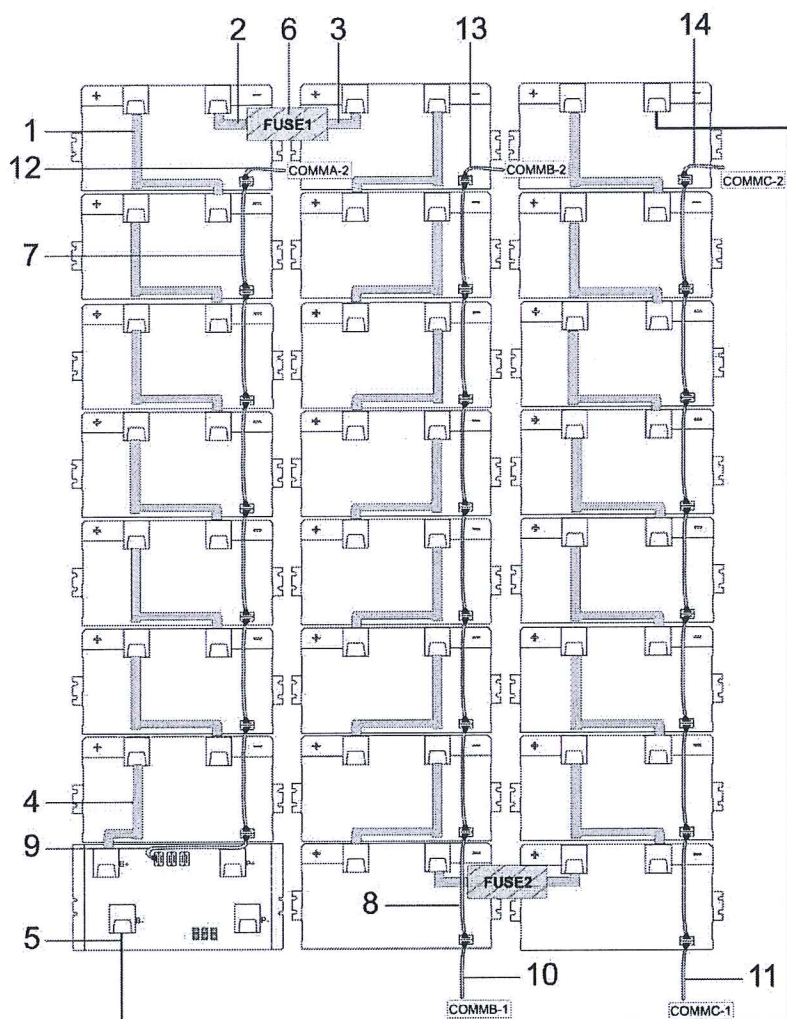 2 6 3 13 14
+ − + − + −
1 FUSE1
12 COMMA-2 COMMB-2 COMMC-2
+ + − + −
7
+ + − +
+ + − +
+ + − +
+ + +
+ − + − +
4
9 B+ P+
+ + −
FUSE2
8
5 B- P-
10 11
COMMB-1 COMMC-1